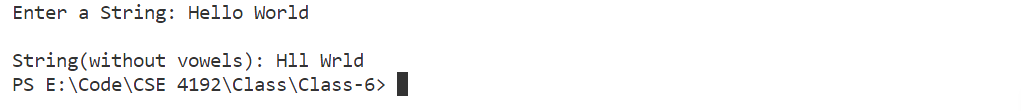 Enter a String: Hello World
String(without vowels): Hll Wrld
PS E:\Code\CSE 4192\Class\Class-6>